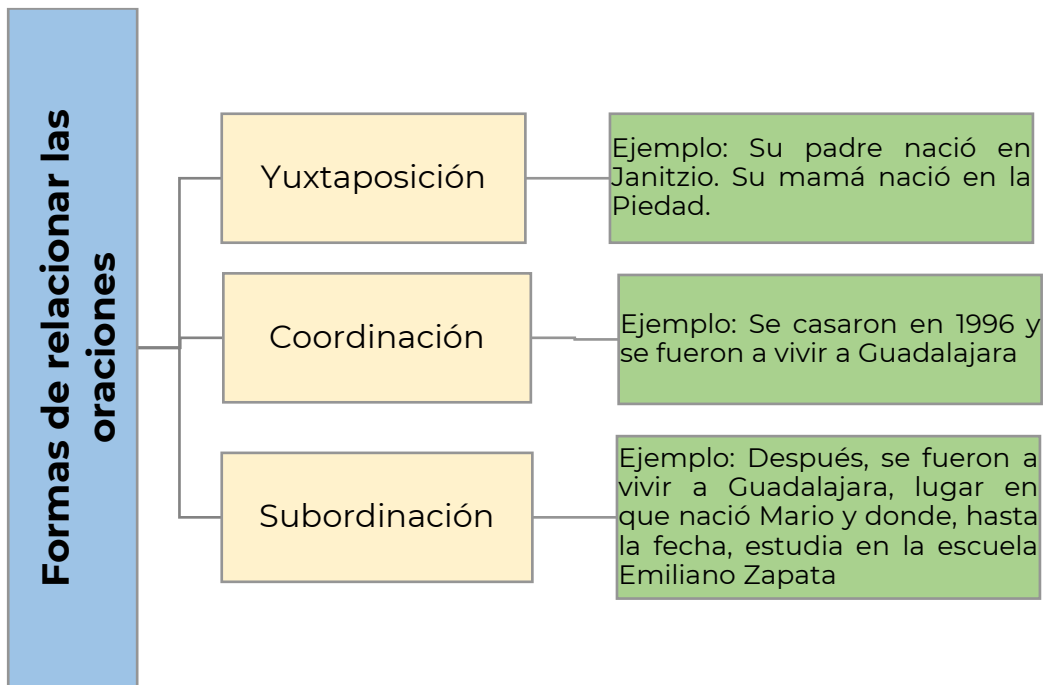 Formas de relacionar las
oraciones
Yuxtaposición
Ejemplo: Su padre nació en
Janitzio. Su mamá nació en la
Piedad.
Coordinación
Ejemplo: Se casaron en 1996 y
se fueron a vivir a Guadalajara
Subordinación
Ejemplo: Después, se fueron a
vivir a Guadalajara, lugar en
que nació Mario y donde, hasta
la fecha, estudia en la escuela
Emiliano Zapata